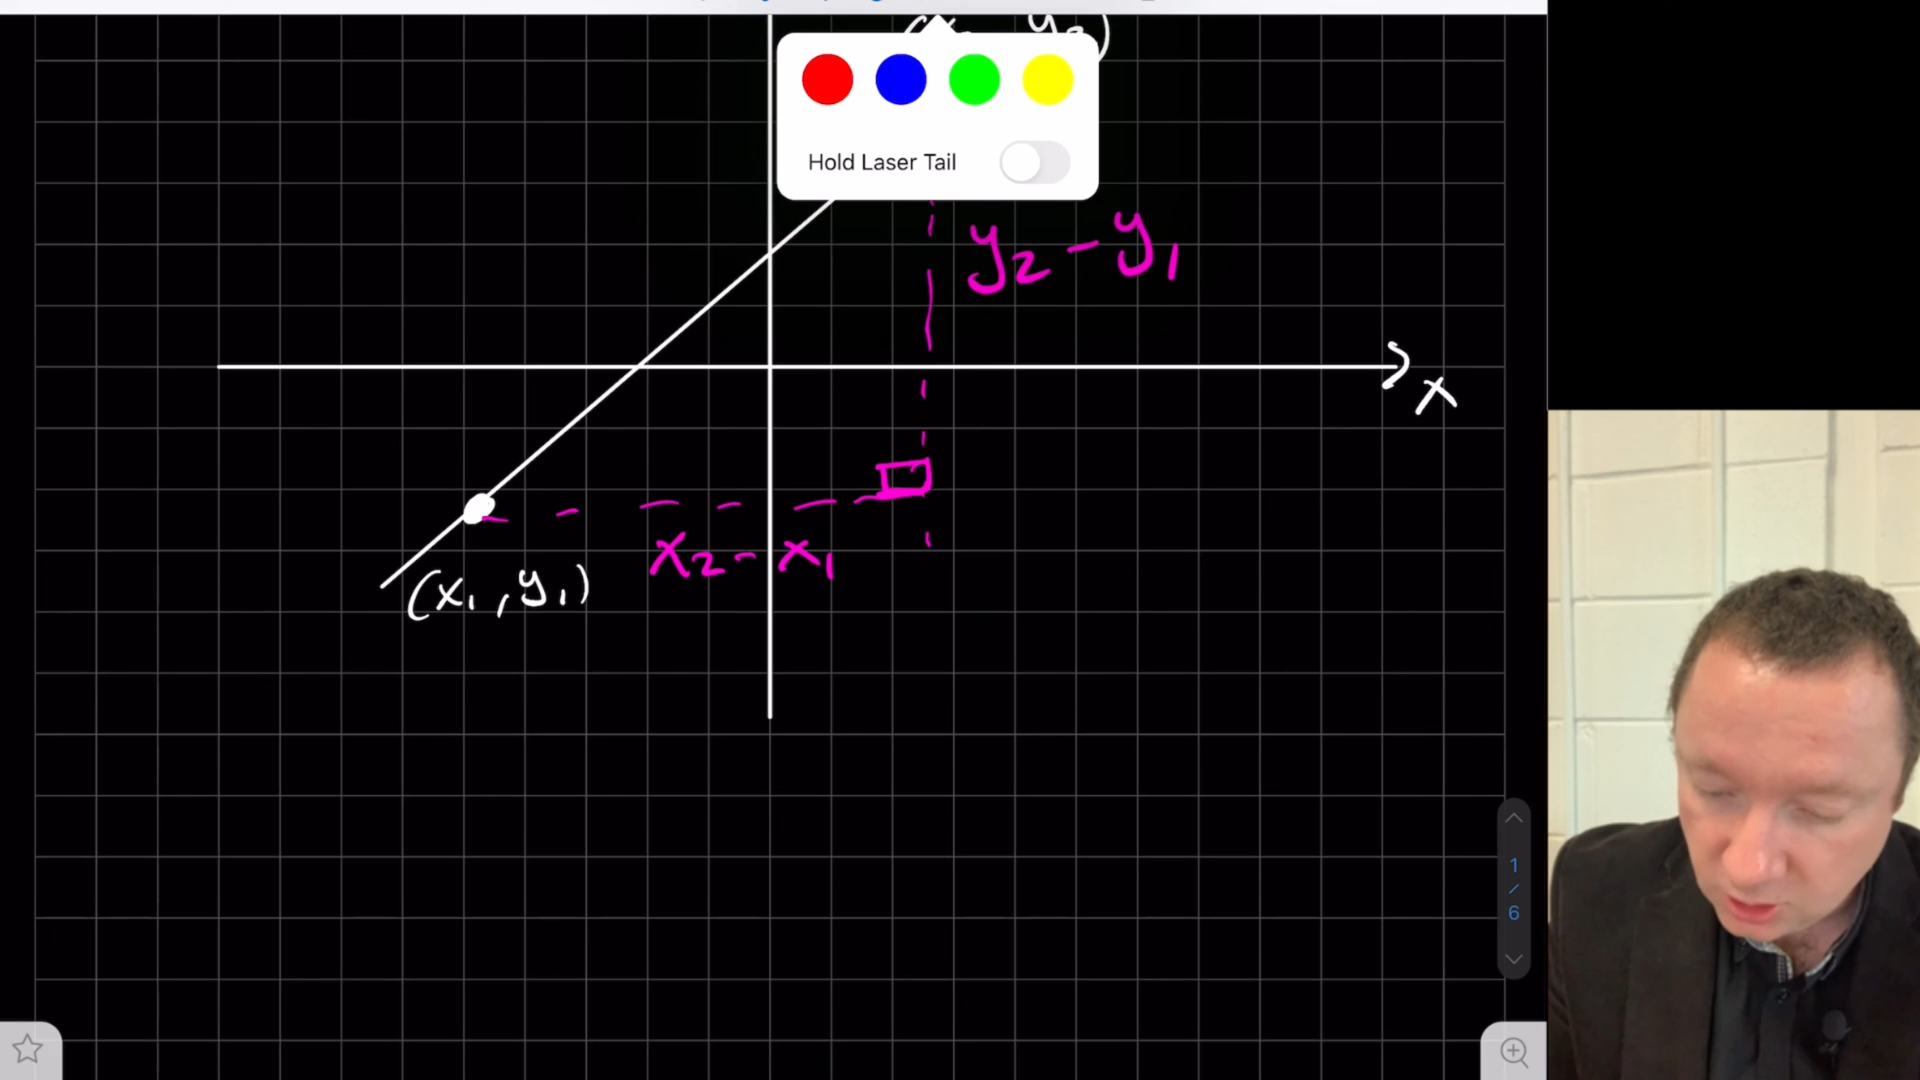 Hold Laser Tail
y₂ - y₁
x
x₂ - x₁
(x₁, y₁)
1
/
6